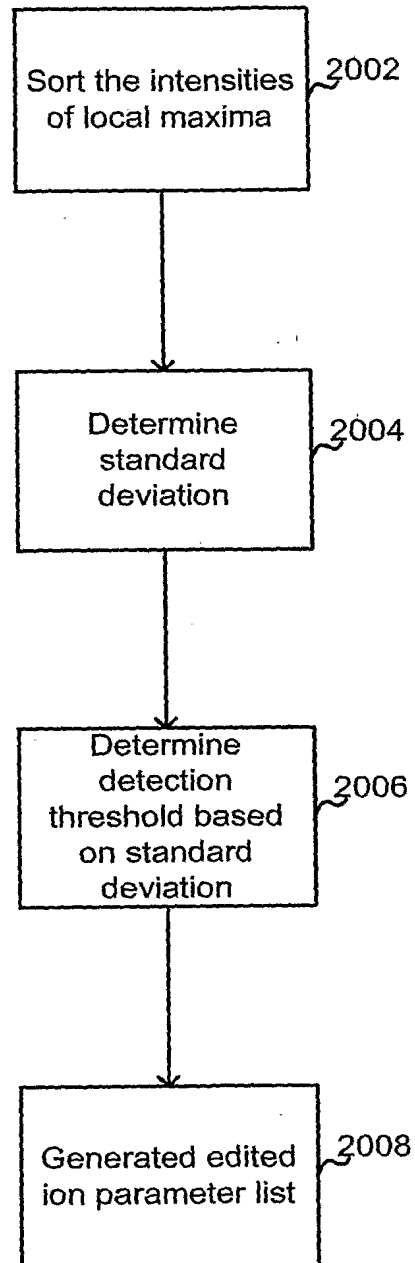 Sort the intensities
of local maxima
2002
Determine
standard
deviation
2004
Determine
detection
threshold based
on standard
deviation
2006
Generated edited
ion parameter list
2008